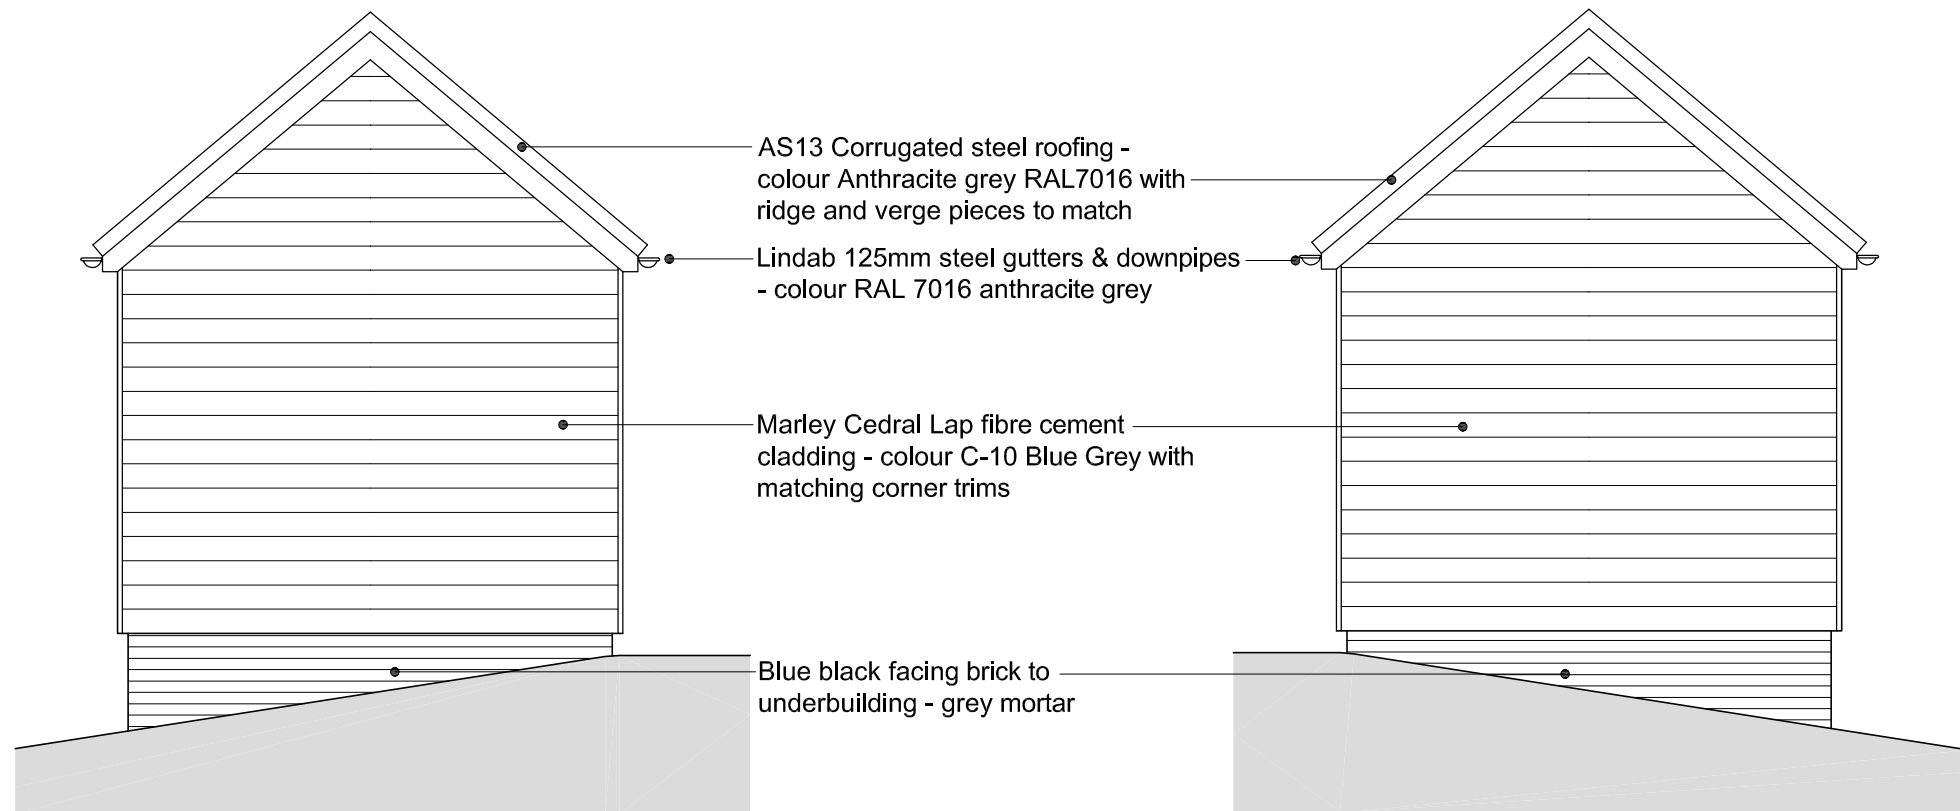 AS13 Corrugated steel roofing -
colour Anthracite grey RAL7016 with
ridge and verge pieces to match
Lindab 125mm steel gutters & downpipes
- colour RAL 7016 anthracite grey
Marley Cedral Lap fibre cement
cladding - colour C-10 Blue Grey with
matching corner trims
Blue black facing brick to
underbuilding - grey mortar